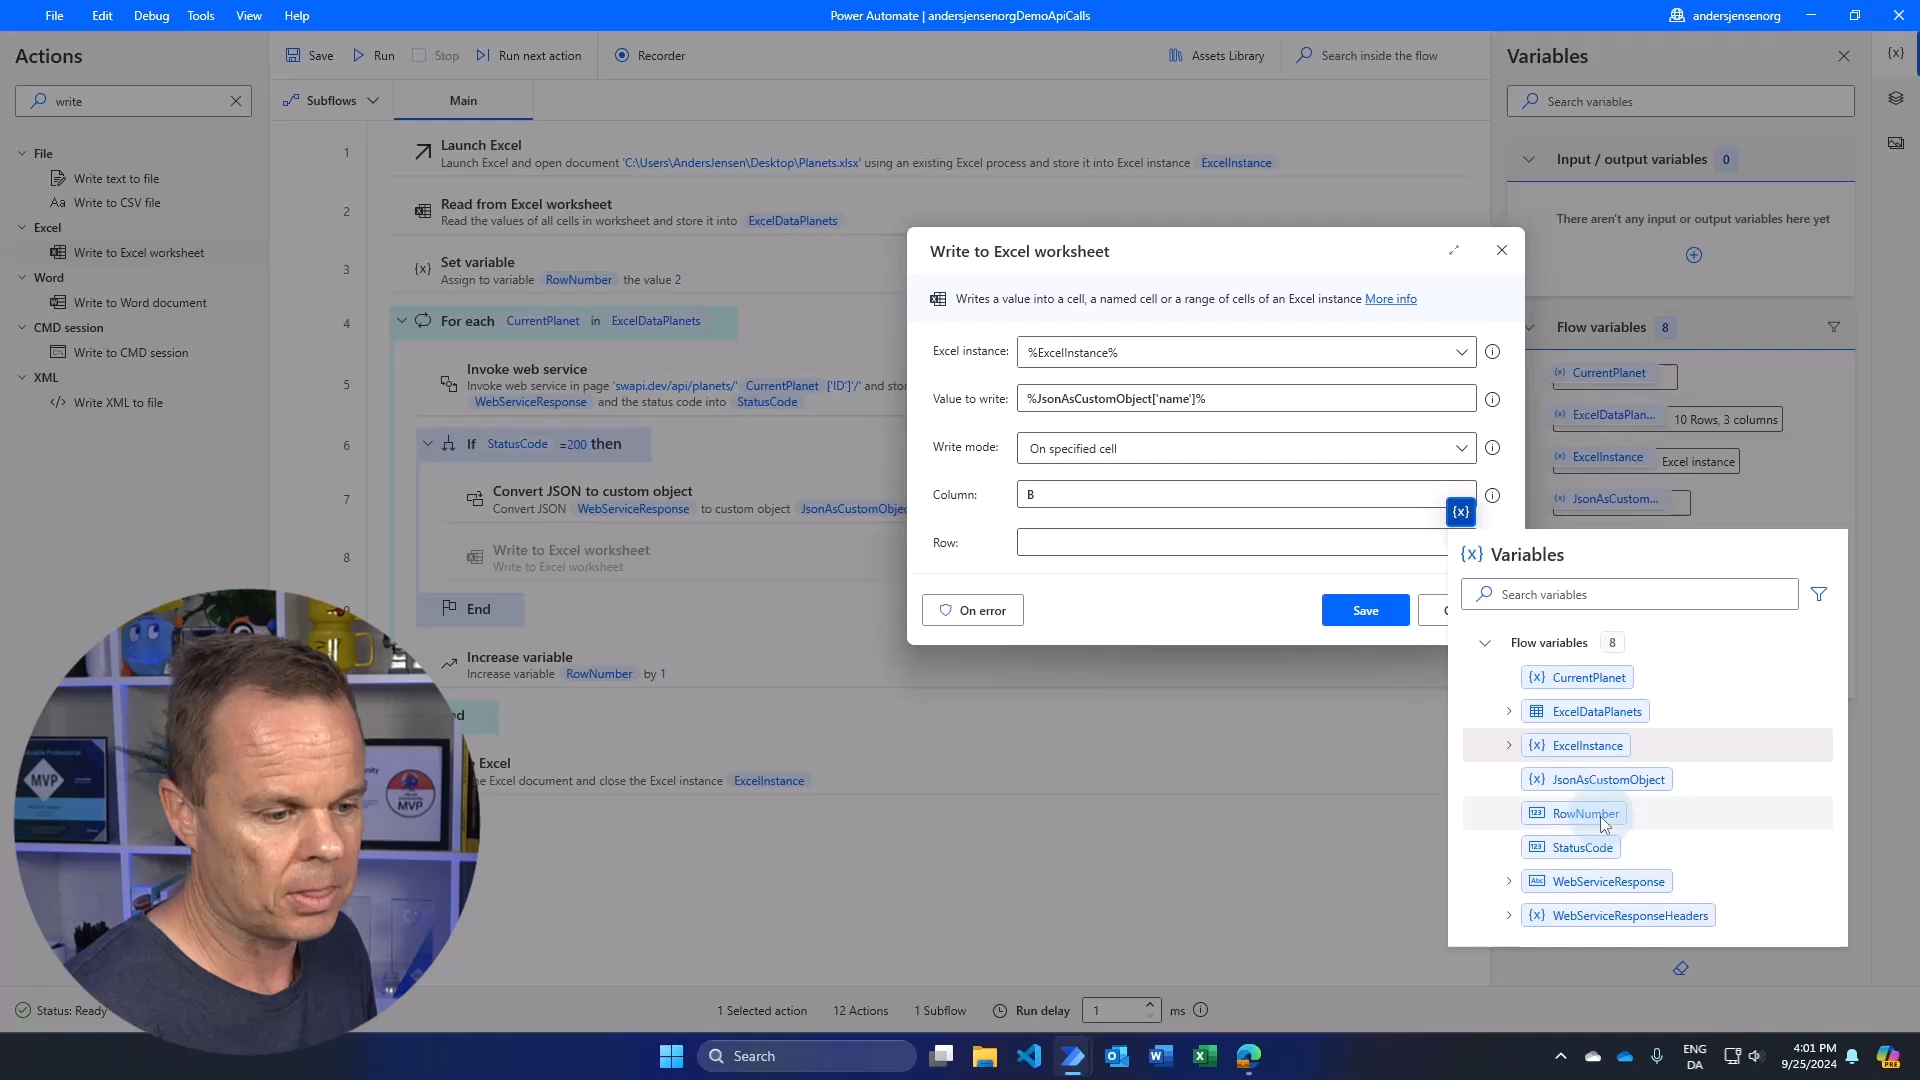 File Edit Debug Tools View Help
Power Automate | andersjensenorgDemoApiCalls
andersjensenorg
Actions
write
File
Write text to file
Write to CSV file
Excel
Write to Excel worksheet
Word
Write to Word document
CMD session
Write to CMD session
XML
Write XML to file
Save Run Stop Run next action Recorder
Assets Library Search inside the flow
Subflows Main
1 Launch Excel
Launch Excel and open document 'C:\Users\AndersJensen\Desktop\Planets.xlsx' using an existing Excel process and store it into Excel instance ExcelInstance
2 Read from Excel worksheet
Read the values of all cells in worksheet and store it into ExcelDataPlanets
3 {x} Set variable
Assign to variable RowNumber the value 2
4 For each CurrentPlanet in ExcelDataPlanets
5 Invoke web service
Invoke web service in page 'swapi.dev/api/planets/' CurrentPlanet ['ID']'/' and stor
WebServiceResponse and the status code into StatusCode
6 If StatusCode =200 then
7 Convert JSON to custom object
Convert JSON WebServiceResponse to custom object JsonAsCustomObjec
8 Write to Excel worksheet
Write to Excel worksheet
End
Increase variable
Increase variable RowNumber by 1
Excel
Excel document and close the Excel instance ExcelInstance
Write to Excel worksheet
Writes a value into a cell, a named cell or a range of cells of an Excel instance More info
Excel instance: %ExcelInstance%
Value to write: %JsonAsCustomObject['name']%
Write mode: On specified cell
Column: B
{x}
Row:
On error Save
Variables
Search variables
Input / output variables 0
There aren't any input or output variables here yet
Flow variables 8
(x) CurrentPlanet
(x) ExcelDataPlan... 10 Rows, 3 columns
(x) ExcelInstance Excel instance
(x) JsonAsCustom...
{x} Variables
Search variables
Flow variables 8
{x} CurrentPlanet
ExcelDataPlanets
{x} ExcelInstance
{x} JsonAsCustomObject
123 RowNumber
123 StatusCode
Abc WebServiceResponse
{x} WebServiceResponseHeaders
MVP
MVP
Status: Ready
1 Selected action 12 Actions 1 Subflow Run delay 1 ms
Search
ENG
DA
4:01 PM
9/25/2024
PRE